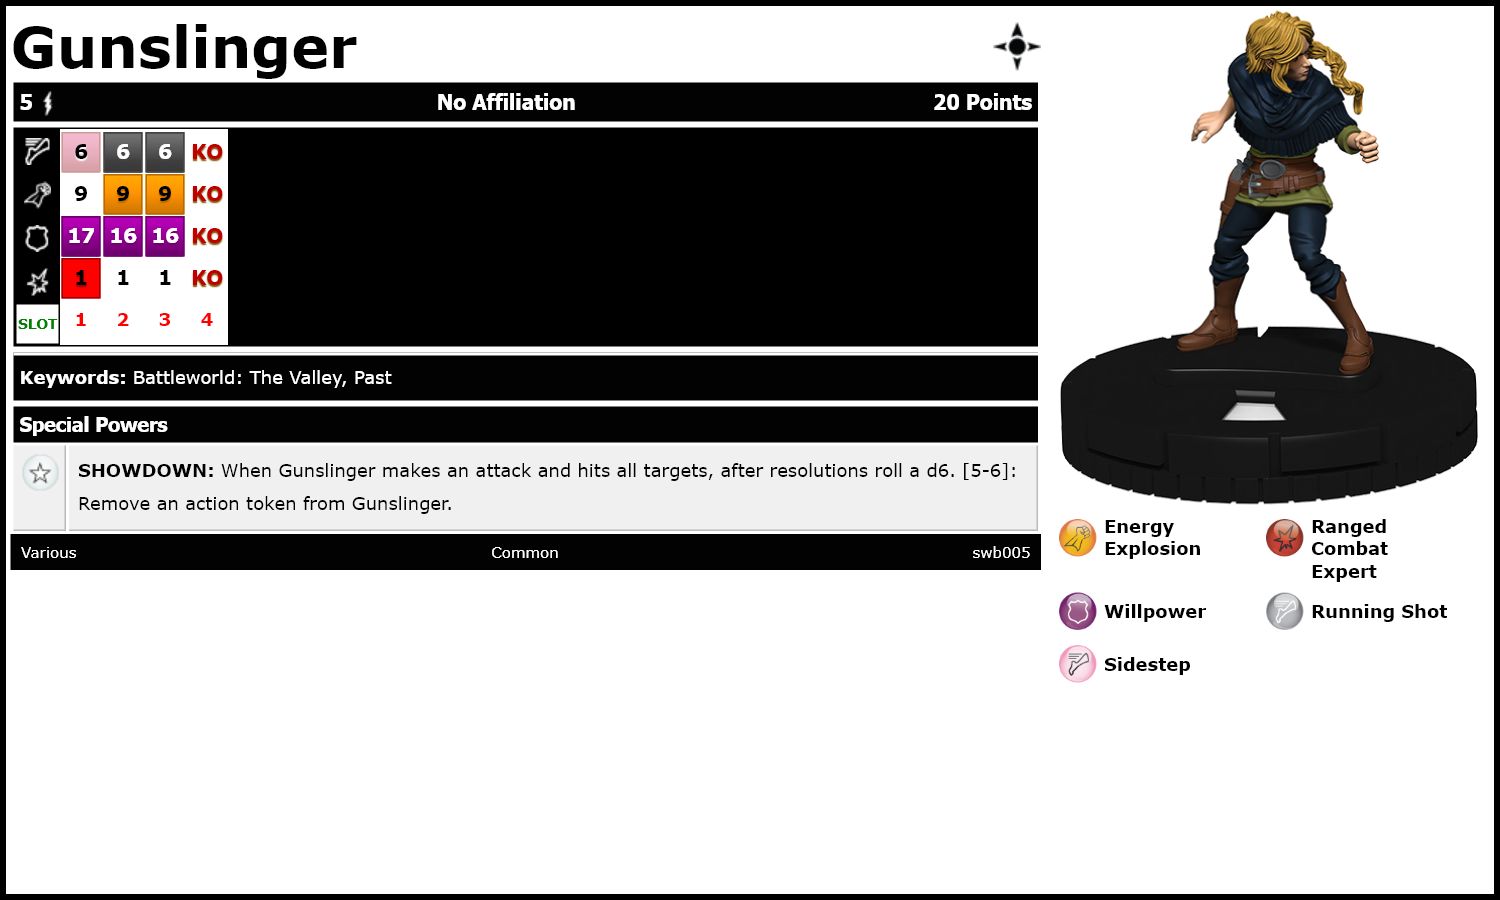 Gunslinger
5 No Affiliation 20 Points
6 6 6 KO
9 9 9 KO
17 16 16 KO
1 1 1 KO
SLOT 1 2 3 4
Keywords: Battleworld: The Valley, Past
Special Powers
SHOWDOWN: When Gunslinger makes an attack and hits all targets, after resolutions roll a d6. [5-6]:
Remove an action token from Gunslinger.
Various Common swb005
Energy
Explosion
Ranged
Combat
Expert
Willpower
Running Shot
Sidestep